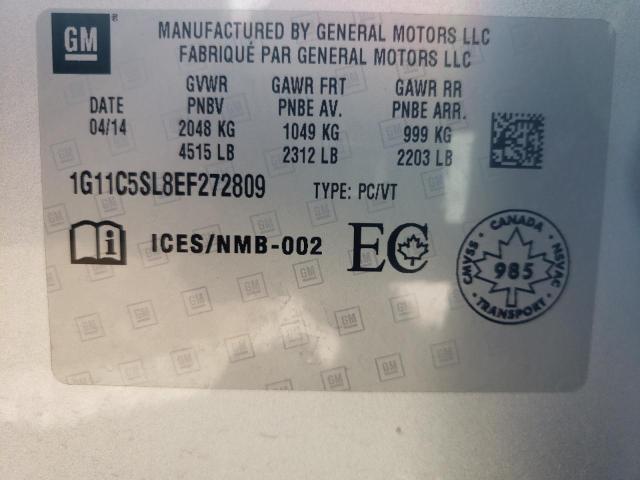 GM
MANUFACTURED BY GENERAL MOTORS LLC
FABRIQUÉ PAR GENERAL MOTORS LLC
DATE
04/14
GVWR
PNBV
2048 KG
4515 LB
GAWR FRT
PNBE AV.
1049 KG
2312 LB
GAWR RR
PNBE ARR.
999 KG
2203 LB
1G11C5SL8EF272809 TYPE: PC/VT
i ICES/NMB-002 EC
CANADA
CMVSS 985 NSVAC
TRANSPORT